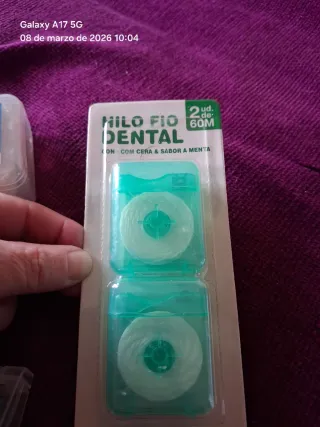 Galaxy A17 5G
08 de marzo de 2026 10:04
HILO FIO
DENTAL
2 ud.
de
60M
CON - COM CERA & SABOR A MENTA